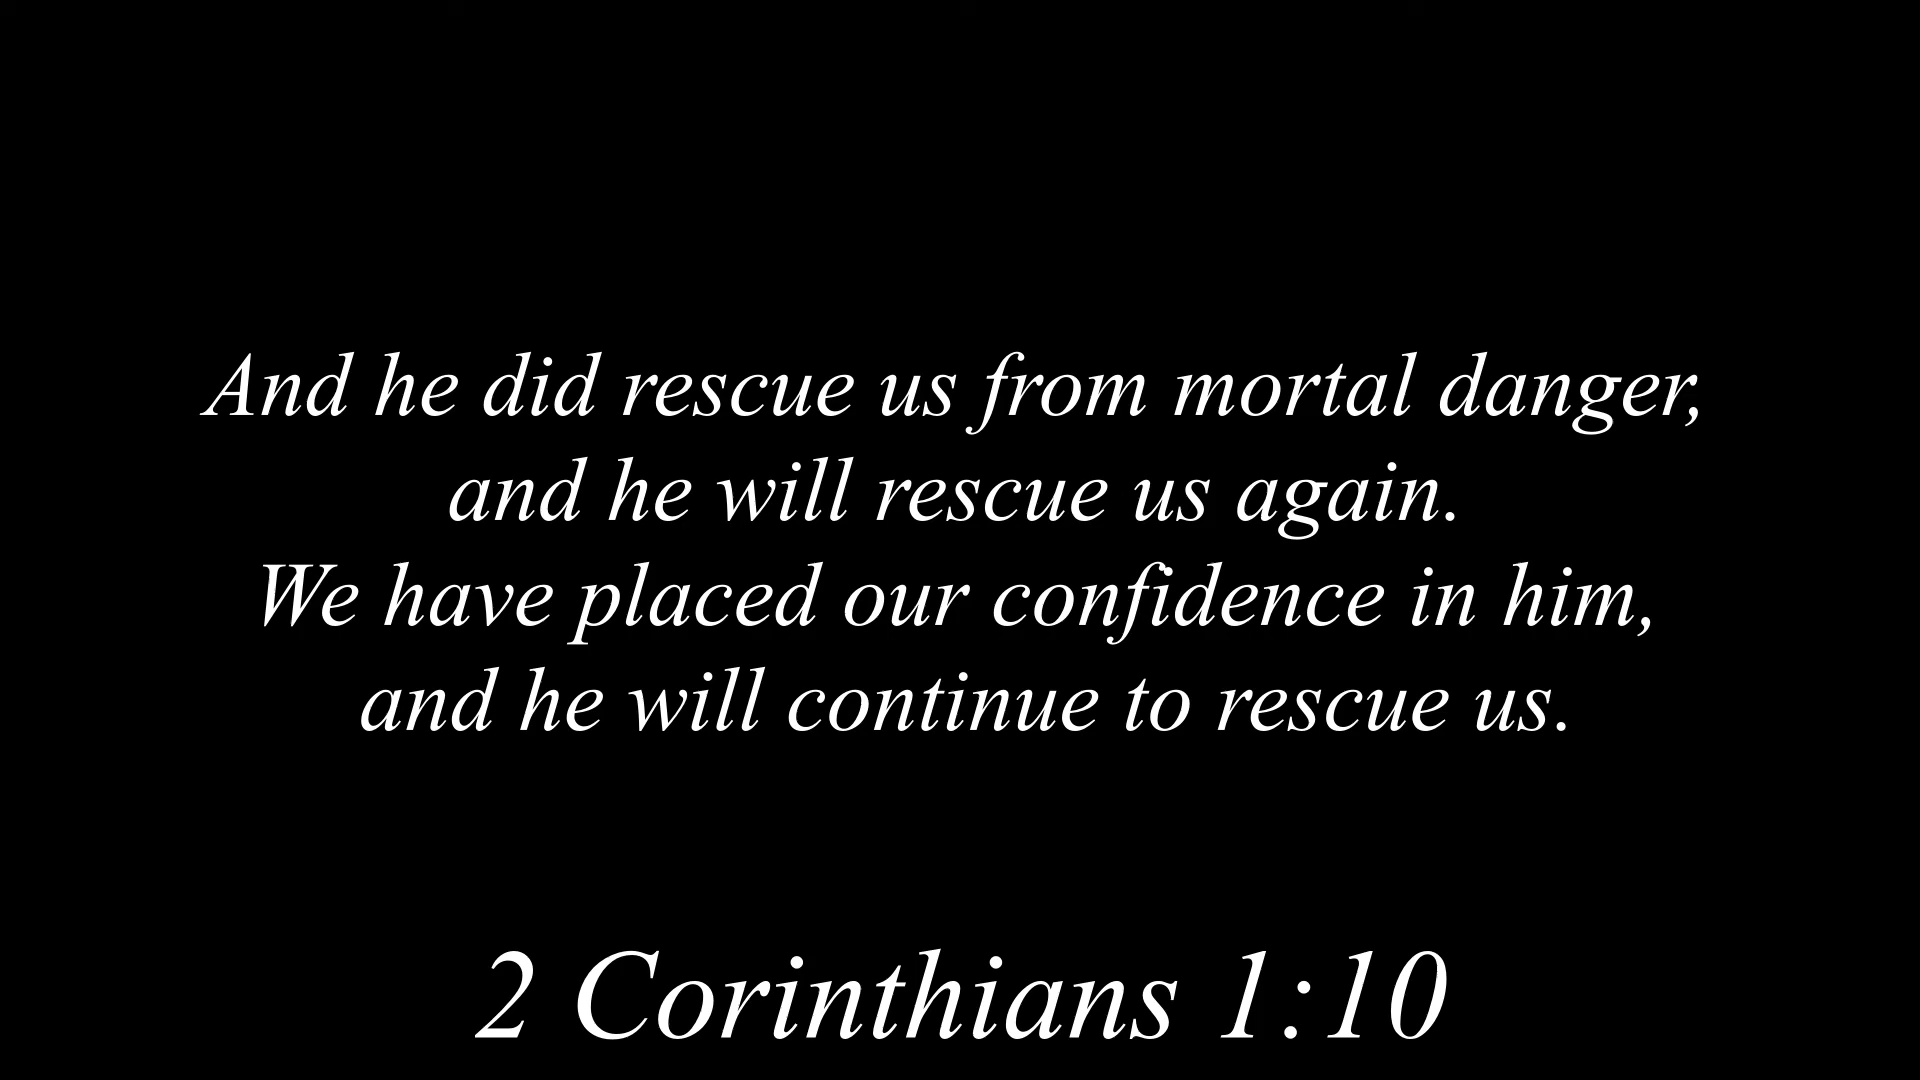 And he did rescue us from mortal danger,
and he will rescue us again.
We have placed our confidence in him,
and he will continue to rescue us.
2 Corinthians 1:10